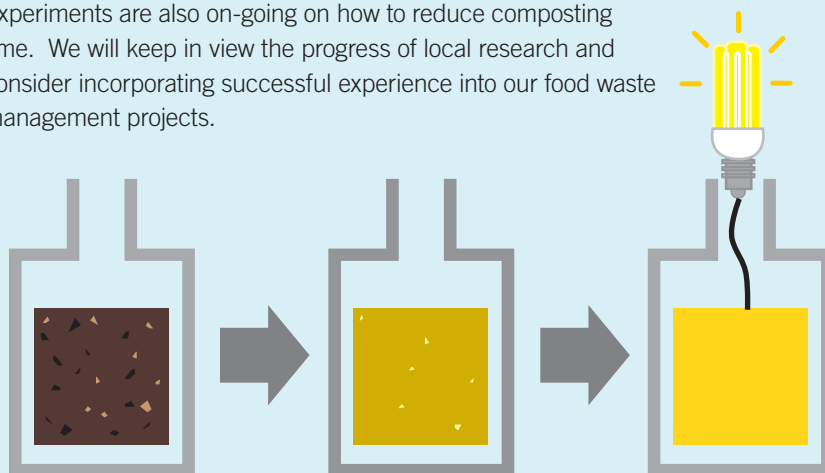 xperiments are also on-going on how to reduce composting
me. We will keep in view the progress of local research and
onsider incorporating successful experience into our food waste
anagement projects.